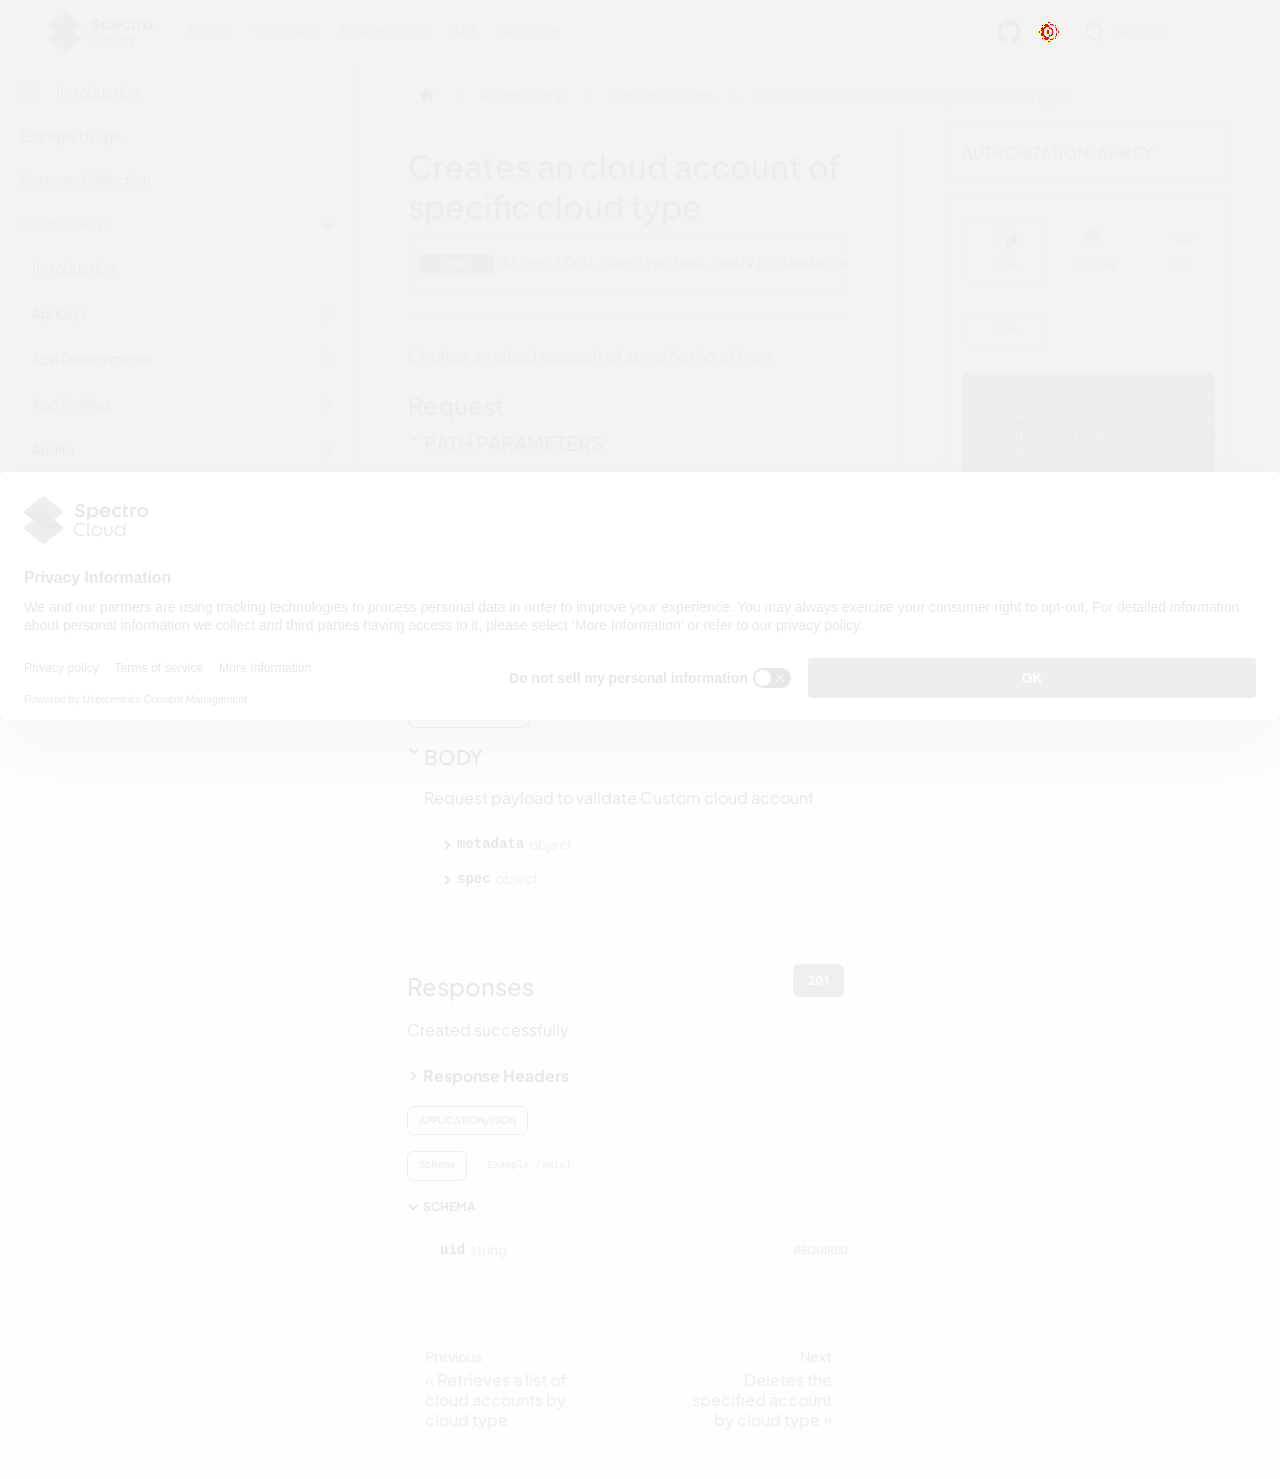 Spectro Cloud
Docs Tutorials Downloads API latest
Search
Introduction
Example Usage
Postman Collection
Palette API V1
Introduction
Api Keys
App Deployments
App Profiles
Audits
Palette API V1
Cloudaccounts
Creates an cloud account of specific cloud type
Creates an cloud account of
specific cloud type
POST https://api.spectrocloud.com/v1/cloudacco
Creates an cloud account of specific cloud type
Request
PATH PARAMETERS
AUTHORIZATION: APIKEY
CURL PYTHON GO
CURL
Spectro
Cloud
Privacy Information
We and our partners are using tracking technologies to process personal data in order to improve your experience. You may always exercise your consumer right to opt-out. For detailed information
about personal information we collect and third parties having access to it, please select 'More Information' or refer to our privacy policy.
Privacy policy Terms of service More Information
Powered by Usercentrics Consent Management
Do not sell my personal information
OK
BODY
Request payload to validate Custom cloud account
metadata object
spec object
Responses
201
Created successfully
Response Headers
APPLICATION/JSON
Schema Example (auto)
SCHEMA
uid string REQUIRED
Previous
« Retrieves a list of
cloud accounts by
cloud type
Next
Deletes the
specified account
by cloud type »